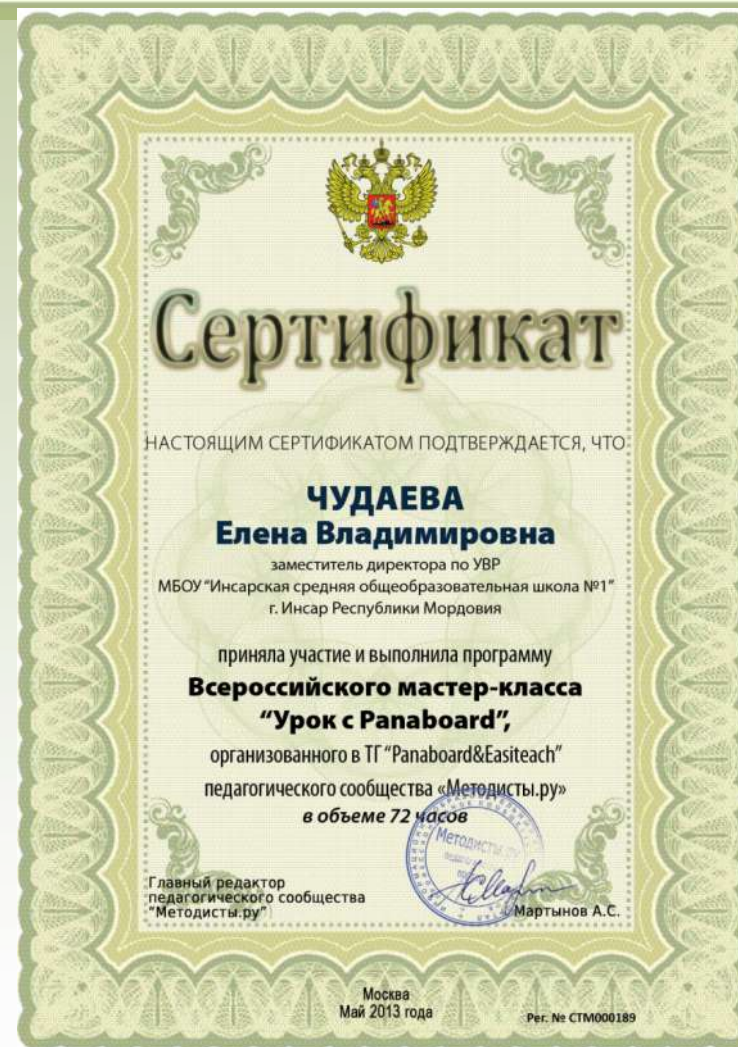 Сертификат
НАСТОЯЩИМ СЕРТИФИКАТОМ ПОДТВЕРЖДАЕТСЯ, ЧТО
ЧУДАЕВА
Елена Владимировна
заместитель директора по УВР
МБОУ "Инсарская средняя общеобразовательная школа №1"
г. Инсар Республики Мордовия
приняла участие и выполнила программу
Всероссийского мастер-класса
"Урок с Panaboard",
организованного в ТГ "Panaboard&Easiteach"
педагогического сообщества «Методисты.ру»
в объеме 72 часов
Методисты.ру
Главный редактор
педагогического сообщества
"Методисты.ру"
Мартынов А.С.
Москва
Май 2013 года
Рег. № СТМ000189